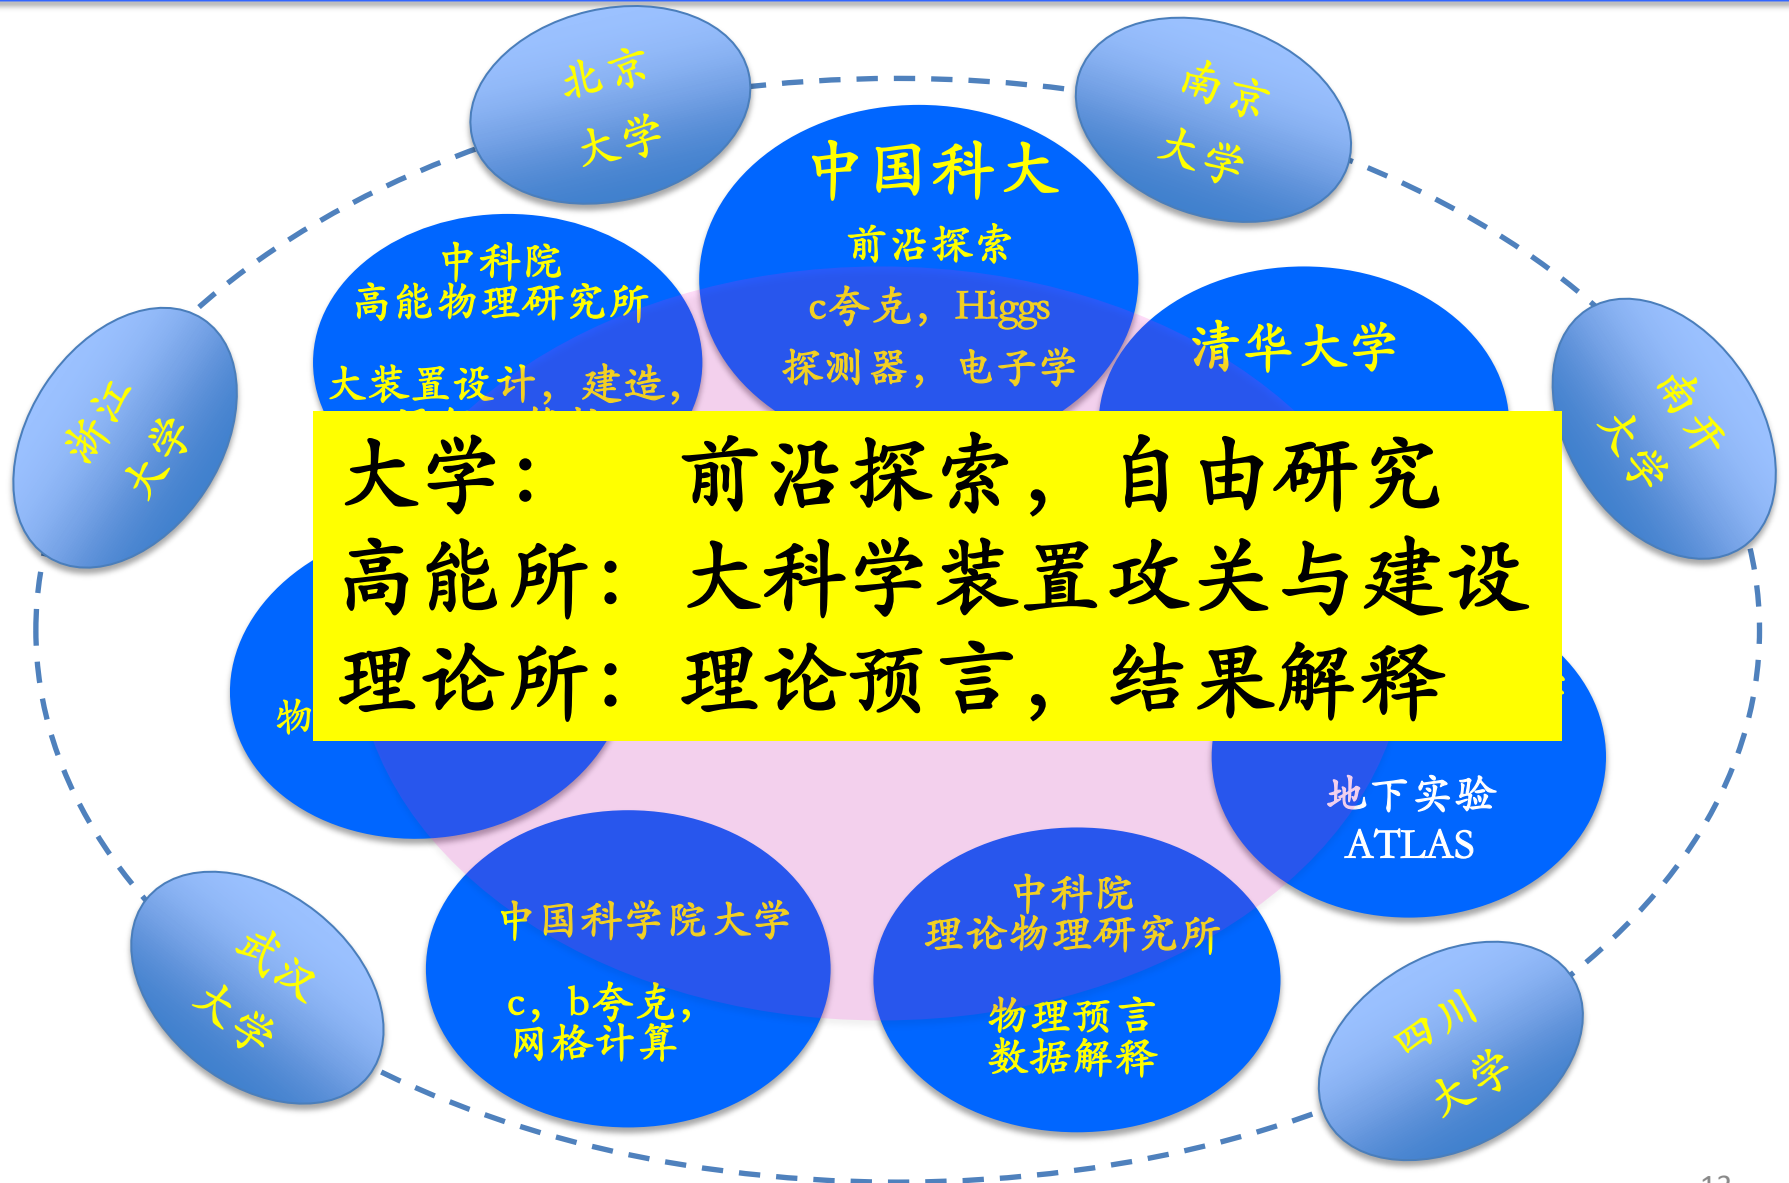 北京
大学
南京
大学
中国科大
前沿探索
c夸克，Higgs
探测器，电子学
中科院
高能物理研究所
大装置设计，建造，
清华大学
浙江
大学
南开
大学
大学： 前沿探索，自由研究
高能所：大科学装置攻关与建设
理论所：理论预言，结果解释
物
地下实验
ATLAS
中国科学院大学
c，b夸克，
网格计算
中科院
理论物理研究所
物理预言
数据解释
武汉
大学
四川
大学